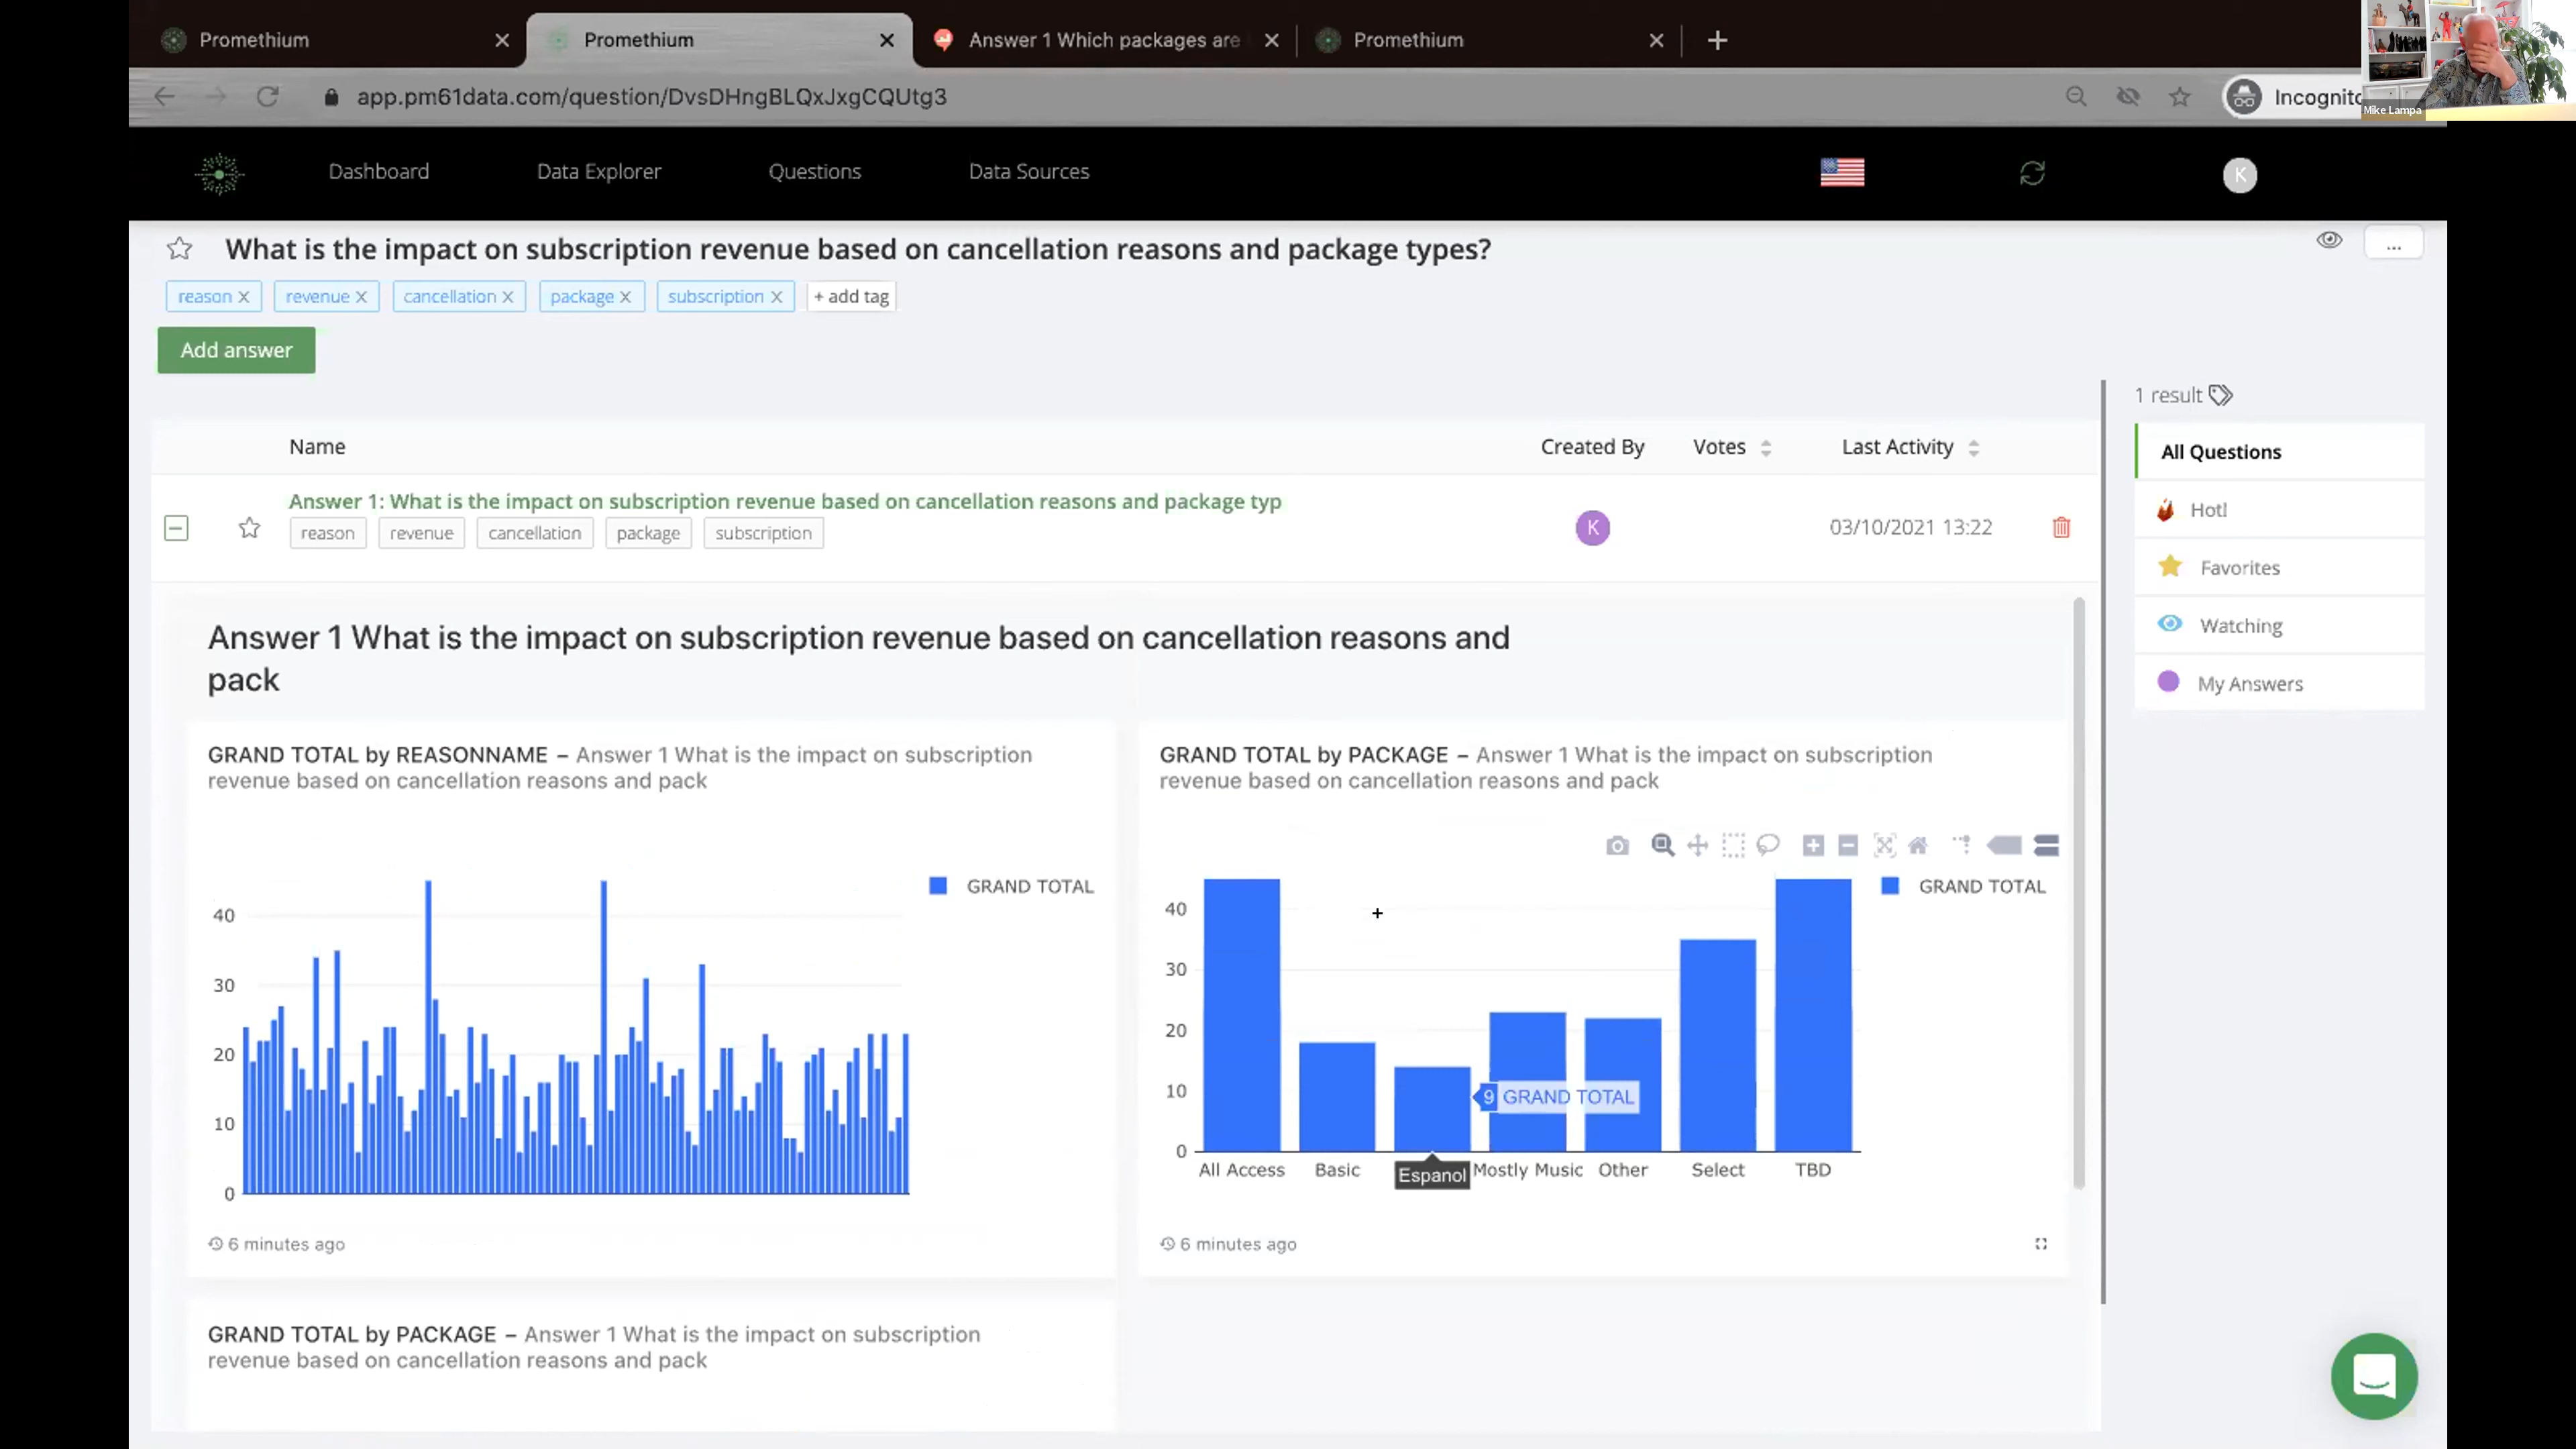 Promethium
Promethium
Answer 1 Which packages are
Promethium
app.pm61data.com/question/DvsDHngBLQxJxgCQUtg3
Incognito
Mike Lampa
Dashboard
Data Explorer
Questions
Data Sources
K
What is the impact on subscription revenue based on cancellation reasons and package types?
...
reason
revenue
cancellation
package
subscription
+ add tag
Add answer
1 result
Name
Created By
Votes
Last Activity
All Questions
Hot!
Favorites
Watching
My Answers
Answer 1: What is the impact on subscription revenue based on cancellation reasons and package typ
reason
revenue
cancellation
package
subscription
K
03/10/2021 13:22
Answer 1 What is the impact on subscription revenue based on cancellation reasons and
pack
GRAND TOTAL by REASONNAME – Answer 1 What is the impact on subscription
revenue based on cancellation reasons and pack
GRAND TOTAL
40
30
20
10
0
6 minutes ago
GRAND TOTAL by PACKAGE – Answer 1 What is the impact on subscription
revenue based on cancellation reasons and pack
GRAND TOTAL
40
30
20
10
0
9 GRAND TOTAL
All Access
Basic
Espanol
Mostly Music
Other
Select
TBD
6 minutes ago
GRAND TOTAL by PACKAGE – Answer 1 What is the impact on subscription
revenue based on cancellation reasons and pack